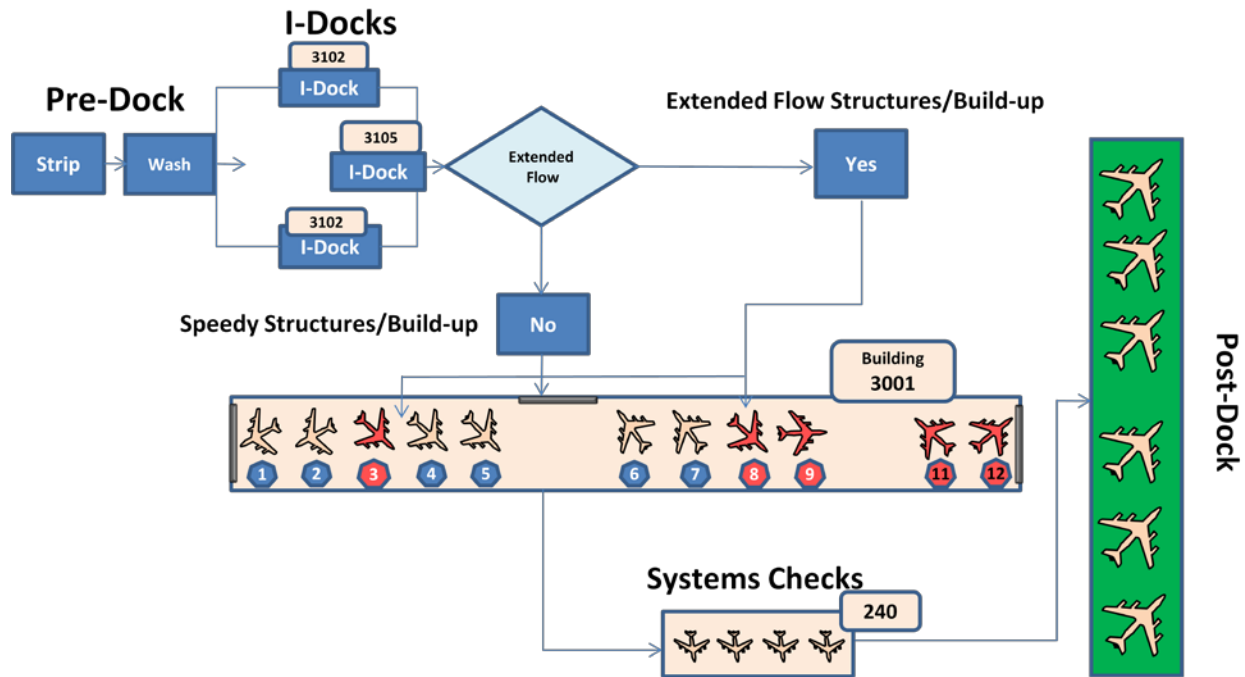 I-Docks
3102
I-Dock
Pre-Dock
Strip
Wash
3105
I-Dock
3102
I-Dock
Extended
Flow
Extended Flow Structures/Build-up
Yes
Speedy Structures/Build-up
No
Building
3001
1 2 3 4 5 6 7 8 9 11 12
Systems Checks
240
Post-Dock